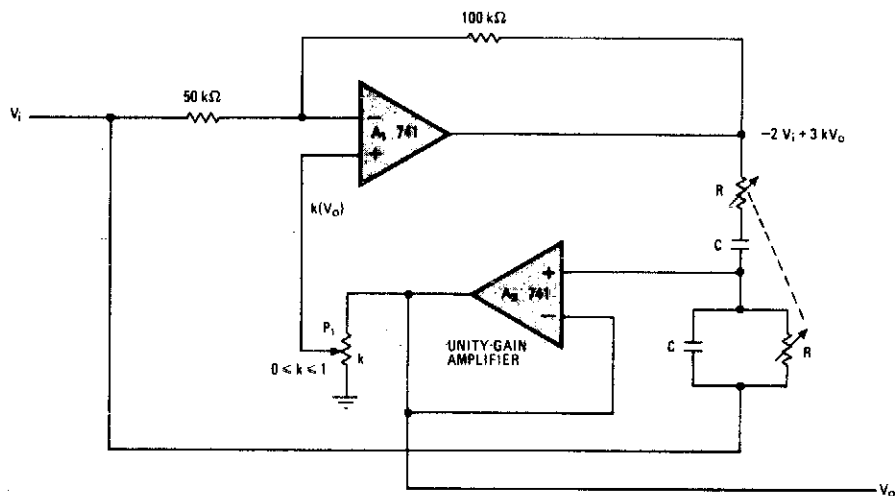 100 kΩ
50 kΩ
Vi
−
A1 741
+
−2 Vi + 3 kVo
k(Vo)
R
C
+
A2 741
−
P1
k
0 ≤ k ≤ 1
UNITY-GAIN
AMPLIFIER
C
R
Vo